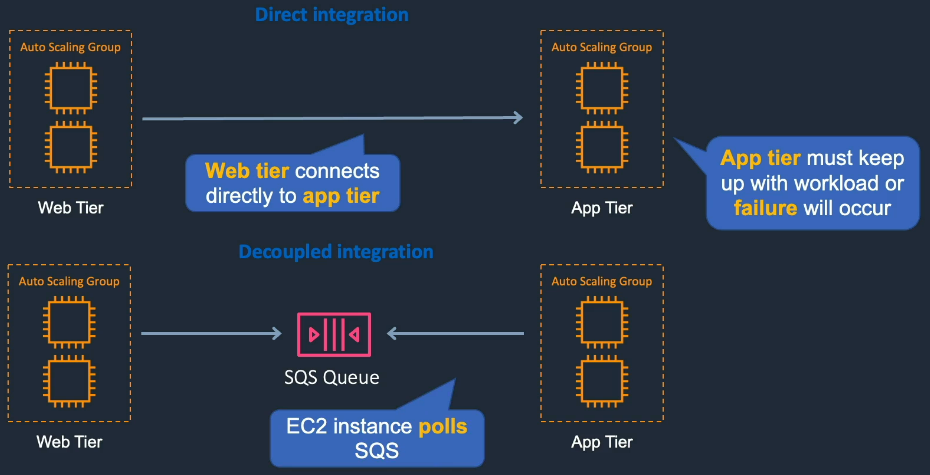 Direct integration
Auto Scaling Group
Auto Scaling Group
Web tier connects
directly to app tier
App tier must keep
up with workload or
failure will occur
Web Tier
App Tier
Decoupled integration
Auto Scaling Group
Auto Scaling Group
SQS Queue
EC2 instance polls
SQS
Web Tier
App Tier